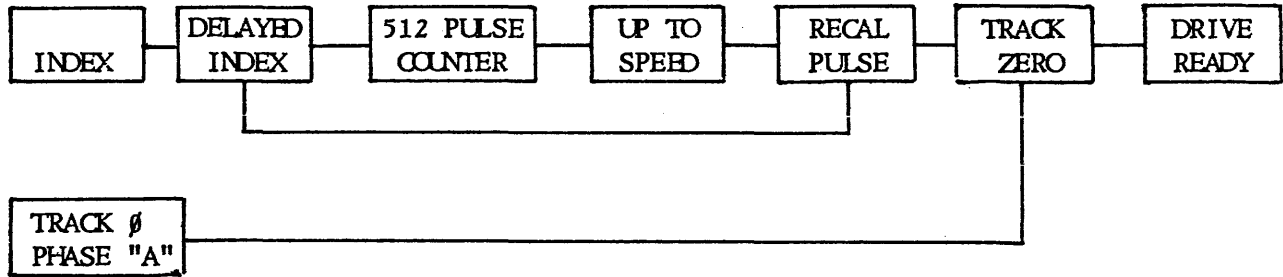 INDEX
DELAYED
INDEX
512 PULSE
COUNTER
UP TO
SPEED
RECAL
PULSE
TRACK
ZERO
DRIVE
READY
TRACK Ø
PHASE "A"